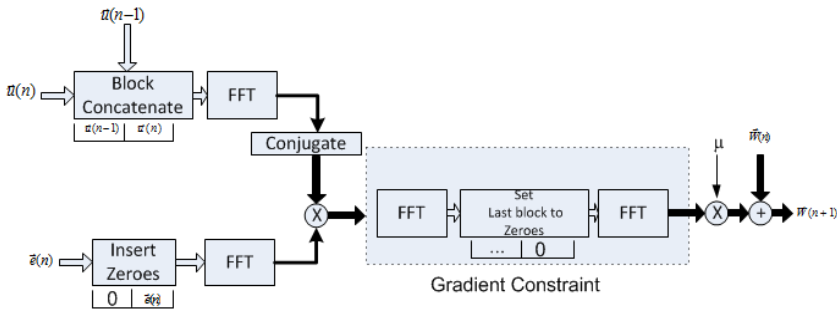 u⃗(n−1)
u⃗(n)
Block
Concatenate
FFT
u(n−1)
u(n)
Conjugate
X
FFT
Set
Last block to
Zeroes
FFT
...
0
μ
w⃗(n)
X
+
w(n+1)
e⃗(n)
Insert
Zeroes
FFT
0
e⃗(n)
Gradient Constraint